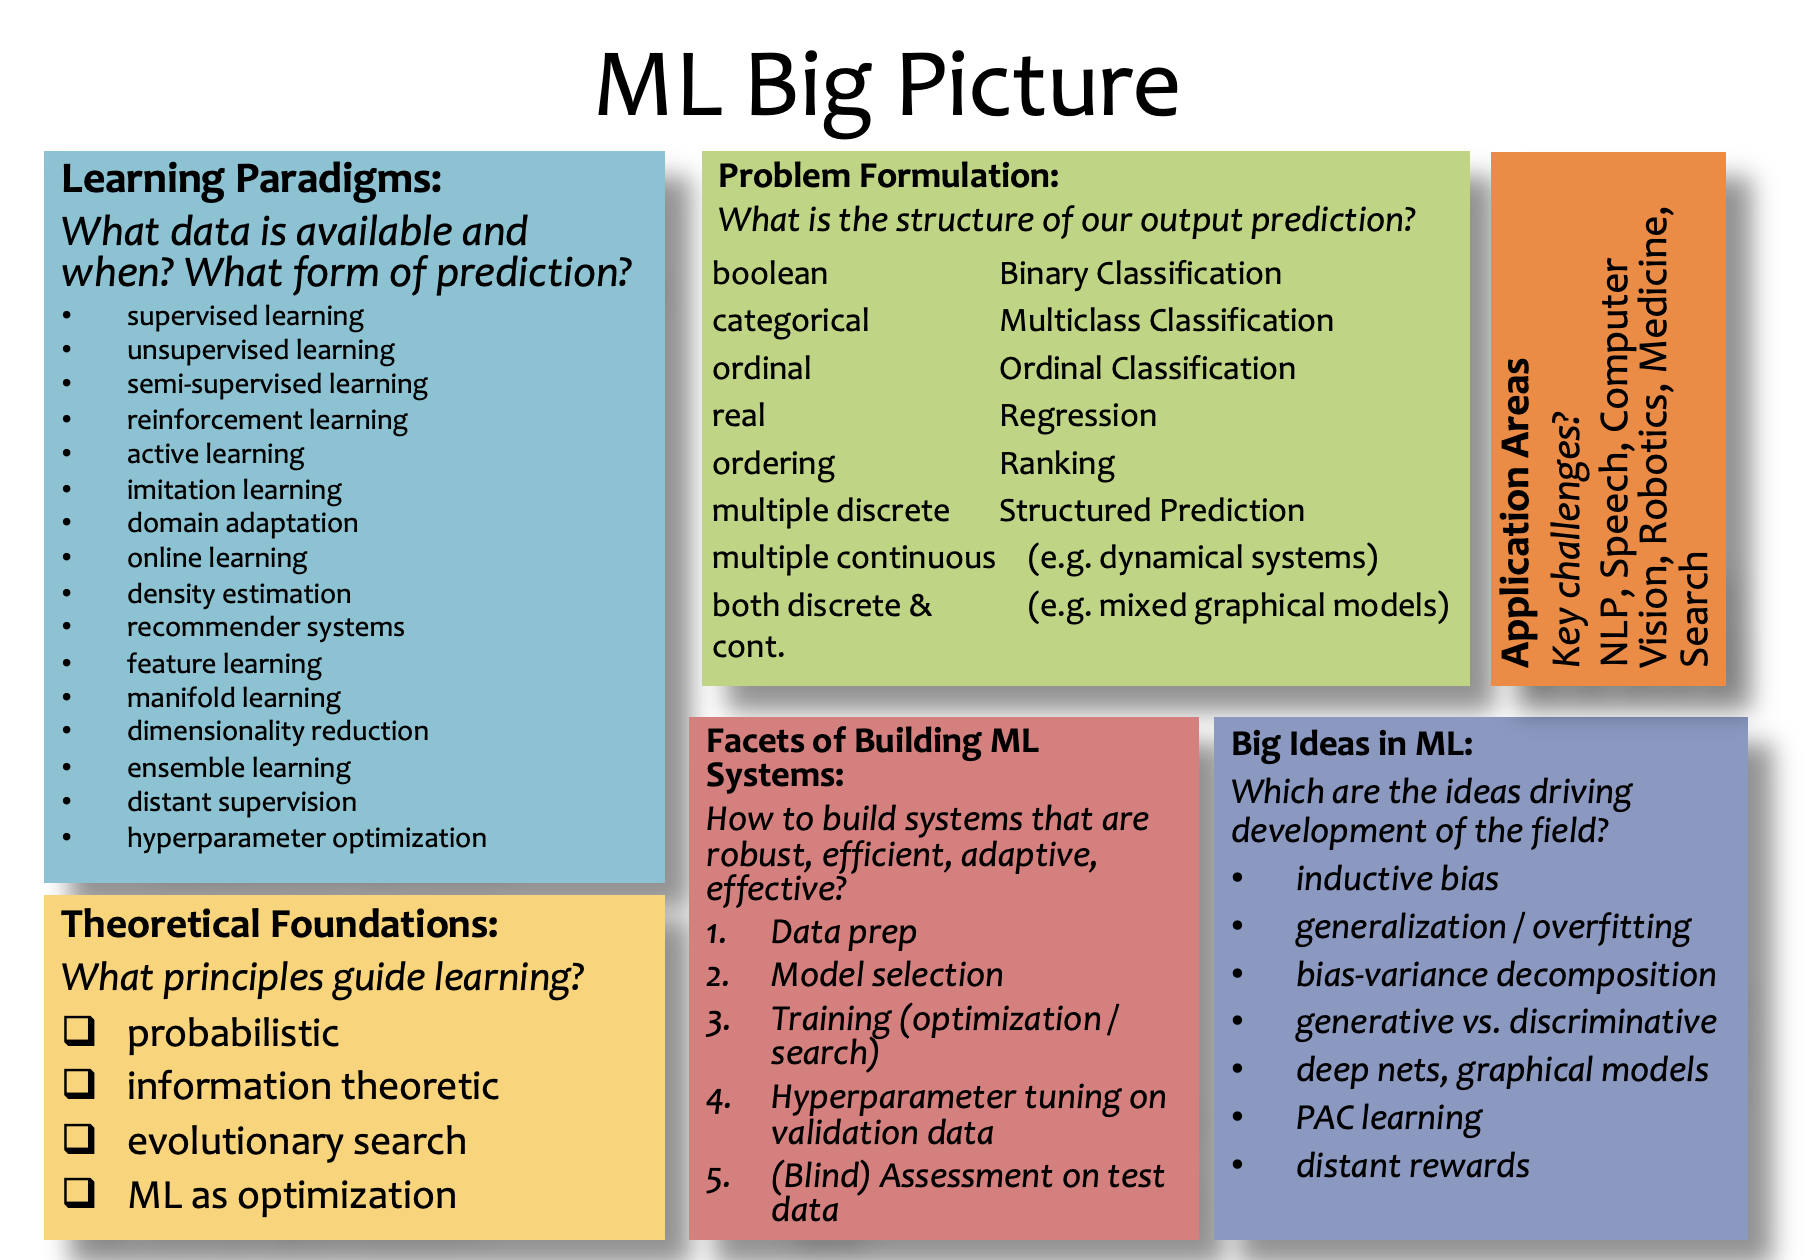 ML Big Picture
Learning Paradigms:
What data is available and
when? What form of prediction?
• supervised learning
• unsupervised learning
• semi-supervised learning
• reinforcement learning
• active learning
• imitation learning
• domain adaptation
• online learning
• density estimation
• recommender systems
• feature learning
• manifold learning
• dimensionality reduction
• ensemble learning
• distant supervision
• hyperparameter optimization
Theoretical Foundations:
What principles guide learning?
❑ probabilistic
❑ information theoretic
❑ evolutionary search
❑ ML as optimization
Problem Formulation:
What is the structure of our output prediction?
boolean Binary Classification
categorical Multiclass Classification
ordinal Ordinal Classification
real Regression
ordering Ranking
multiple discrete Structured Prediction
multiple continuous (e.g. dynamical systems)
both discrete & (e.g. mixed graphical models)
cont.
Application Areas
Key challenges?
NLP, Speech, Computer
Vision, Robotics, Medicine,
Search
Facets of Building ML
Systems:
How to build systems that are
robust, efficient, adaptive,
effective?
1. Data prep
2. Model selection
3. Training (optimization /
search)
4. Hyperparameter tuning on
validation data
5. (Blind) Assessment on test
data
Big Ideas in ML:
Which are the ideas driving
development of the field?
• inductive bias
• generalization / overfitting
• bias-variance decomposition
• generative vs. discriminative
• deep nets, graphical models
• PAC learning
• distant rewards